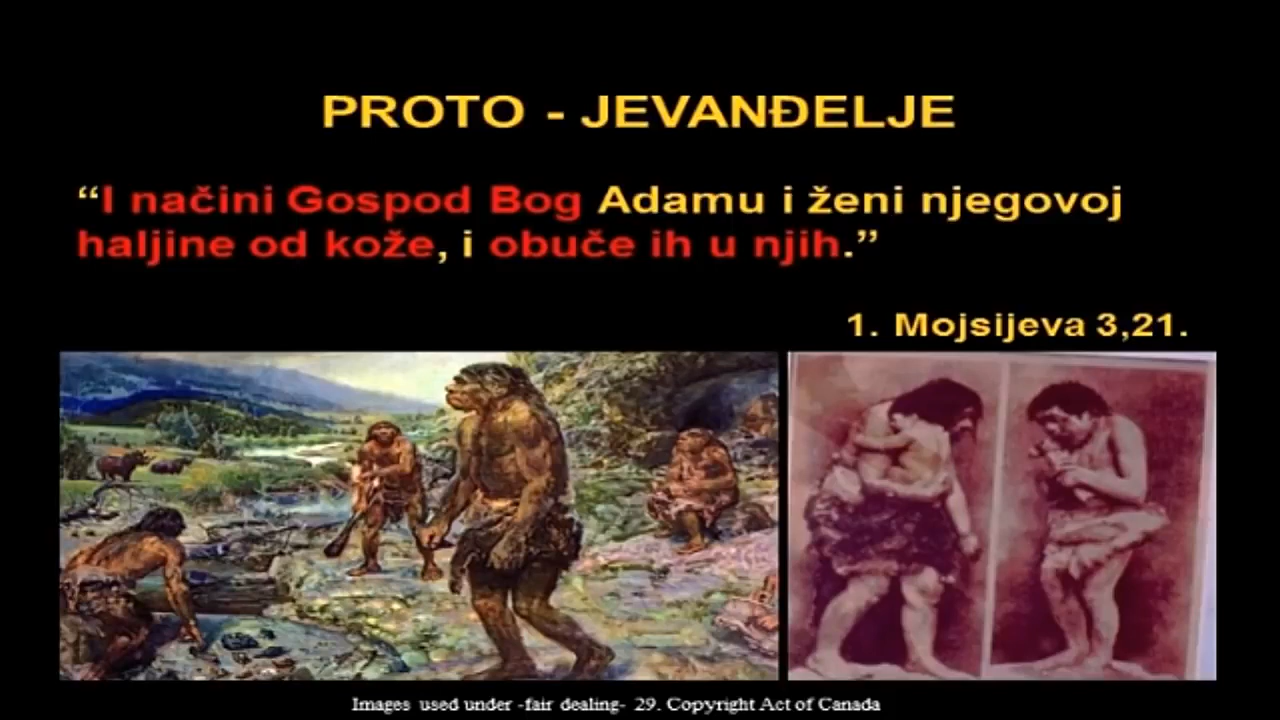 PROTO - JEVANĐELJE
“I načini Gospod Bog Adamu i ženi njegovoj
haljine od kože, i obuče ih u njih.”
1. Mojsijeva 3,21.
Images used under -fair dealing- 29. Copyright Act of Canada